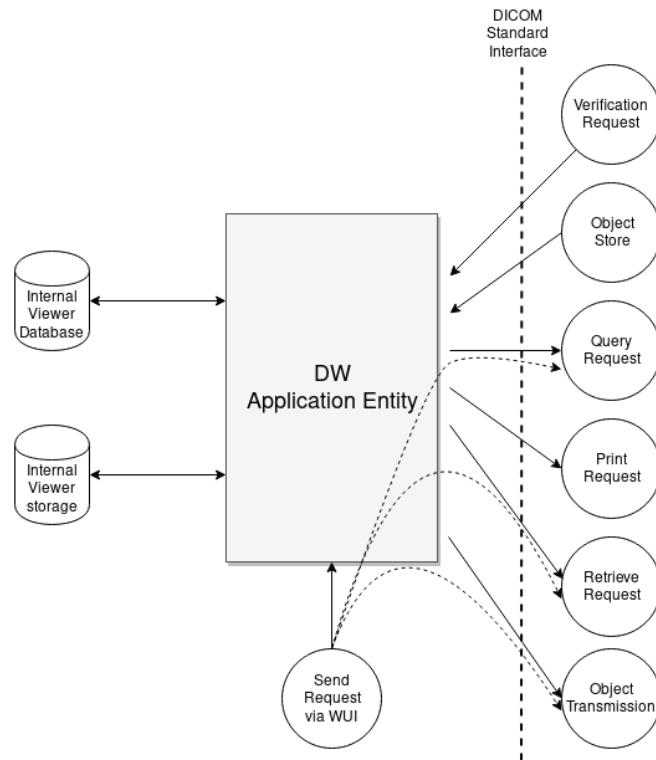 DICOM
Standard
Interface
Verification
Request
Object
Store
Internal
Viewer
Database
Query
Request
DW
Application Entity
Print
Request
Internal
Viewer
storage
Retrieve
Request
Send
Request
via WUI
Object
Transmission